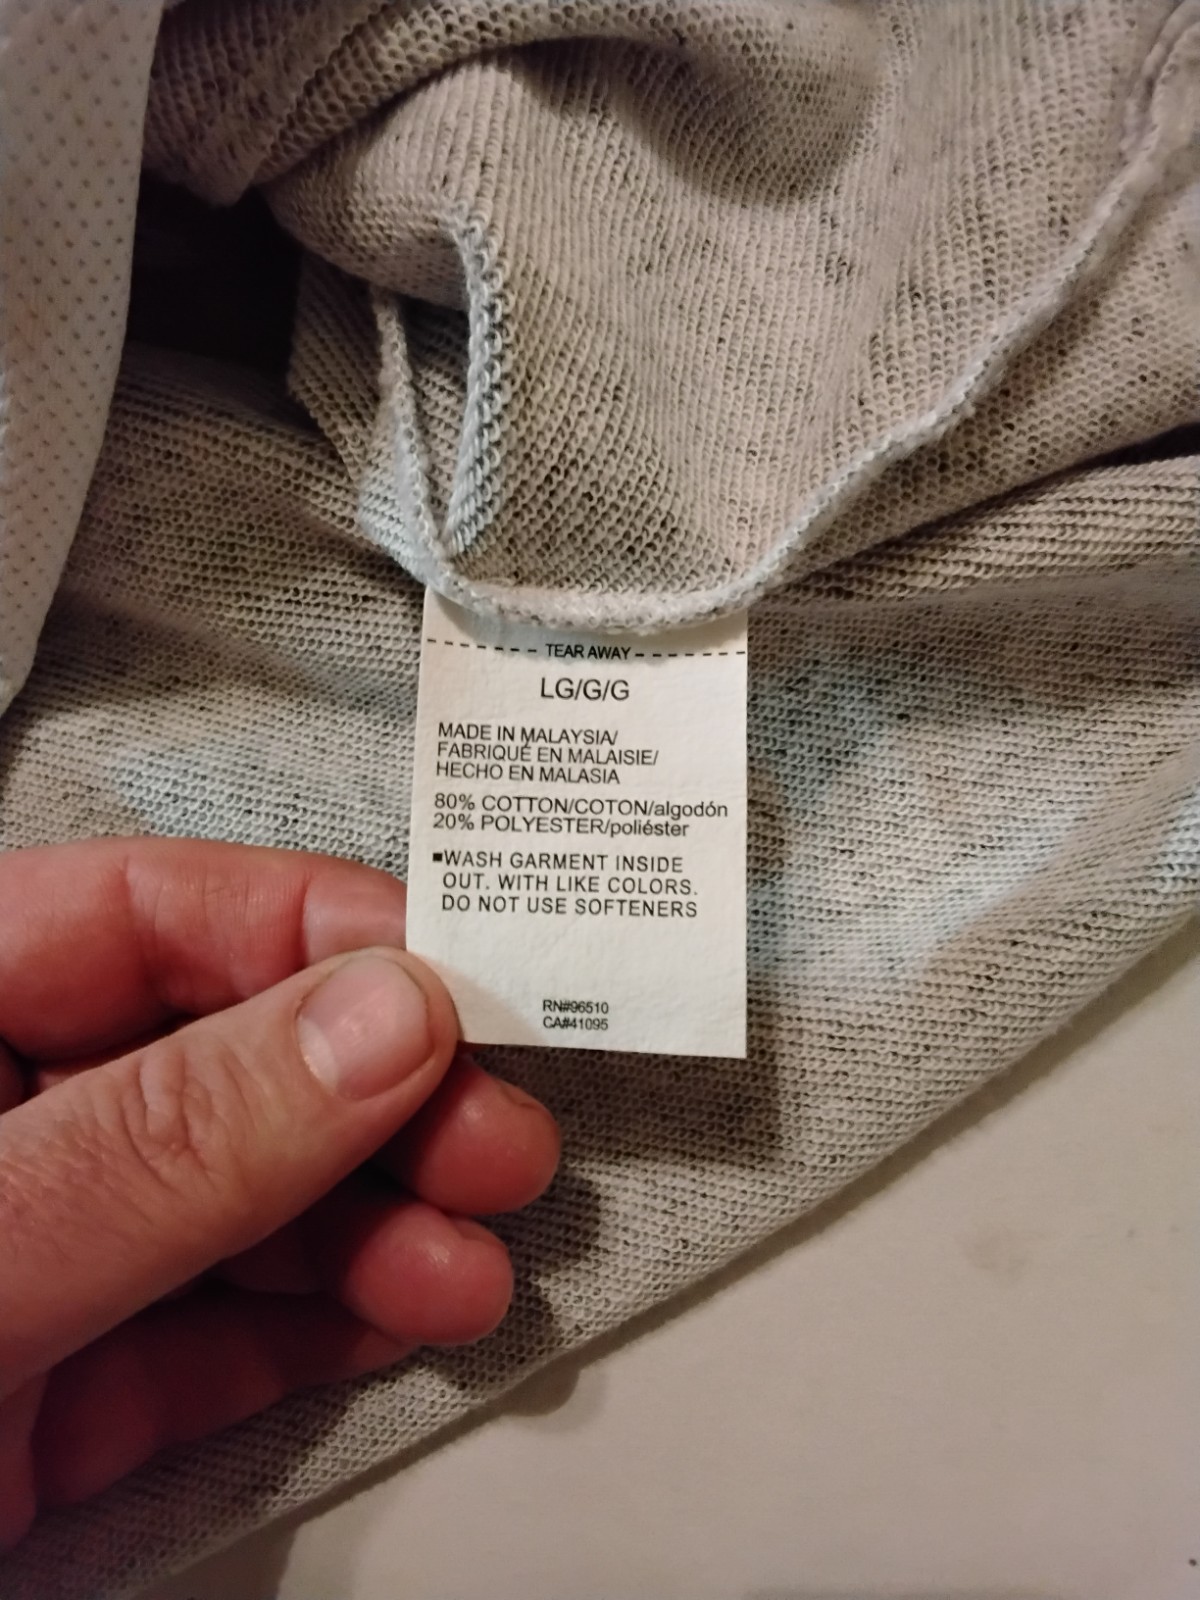 TEAR AWAY
LG/G/G
MADE IN MALAYSIA/
FABRIQUÉ EN MALAISIE/
HECHO EN MALASIA
80% COTTON/COTON/algodón
20% POLYESTER/poliéster
▪WASH GARMENT INSIDE
OUT. WITH LIKE COLORS.
DO NOT USE SOFTENERS
RN#96510
CA#41095